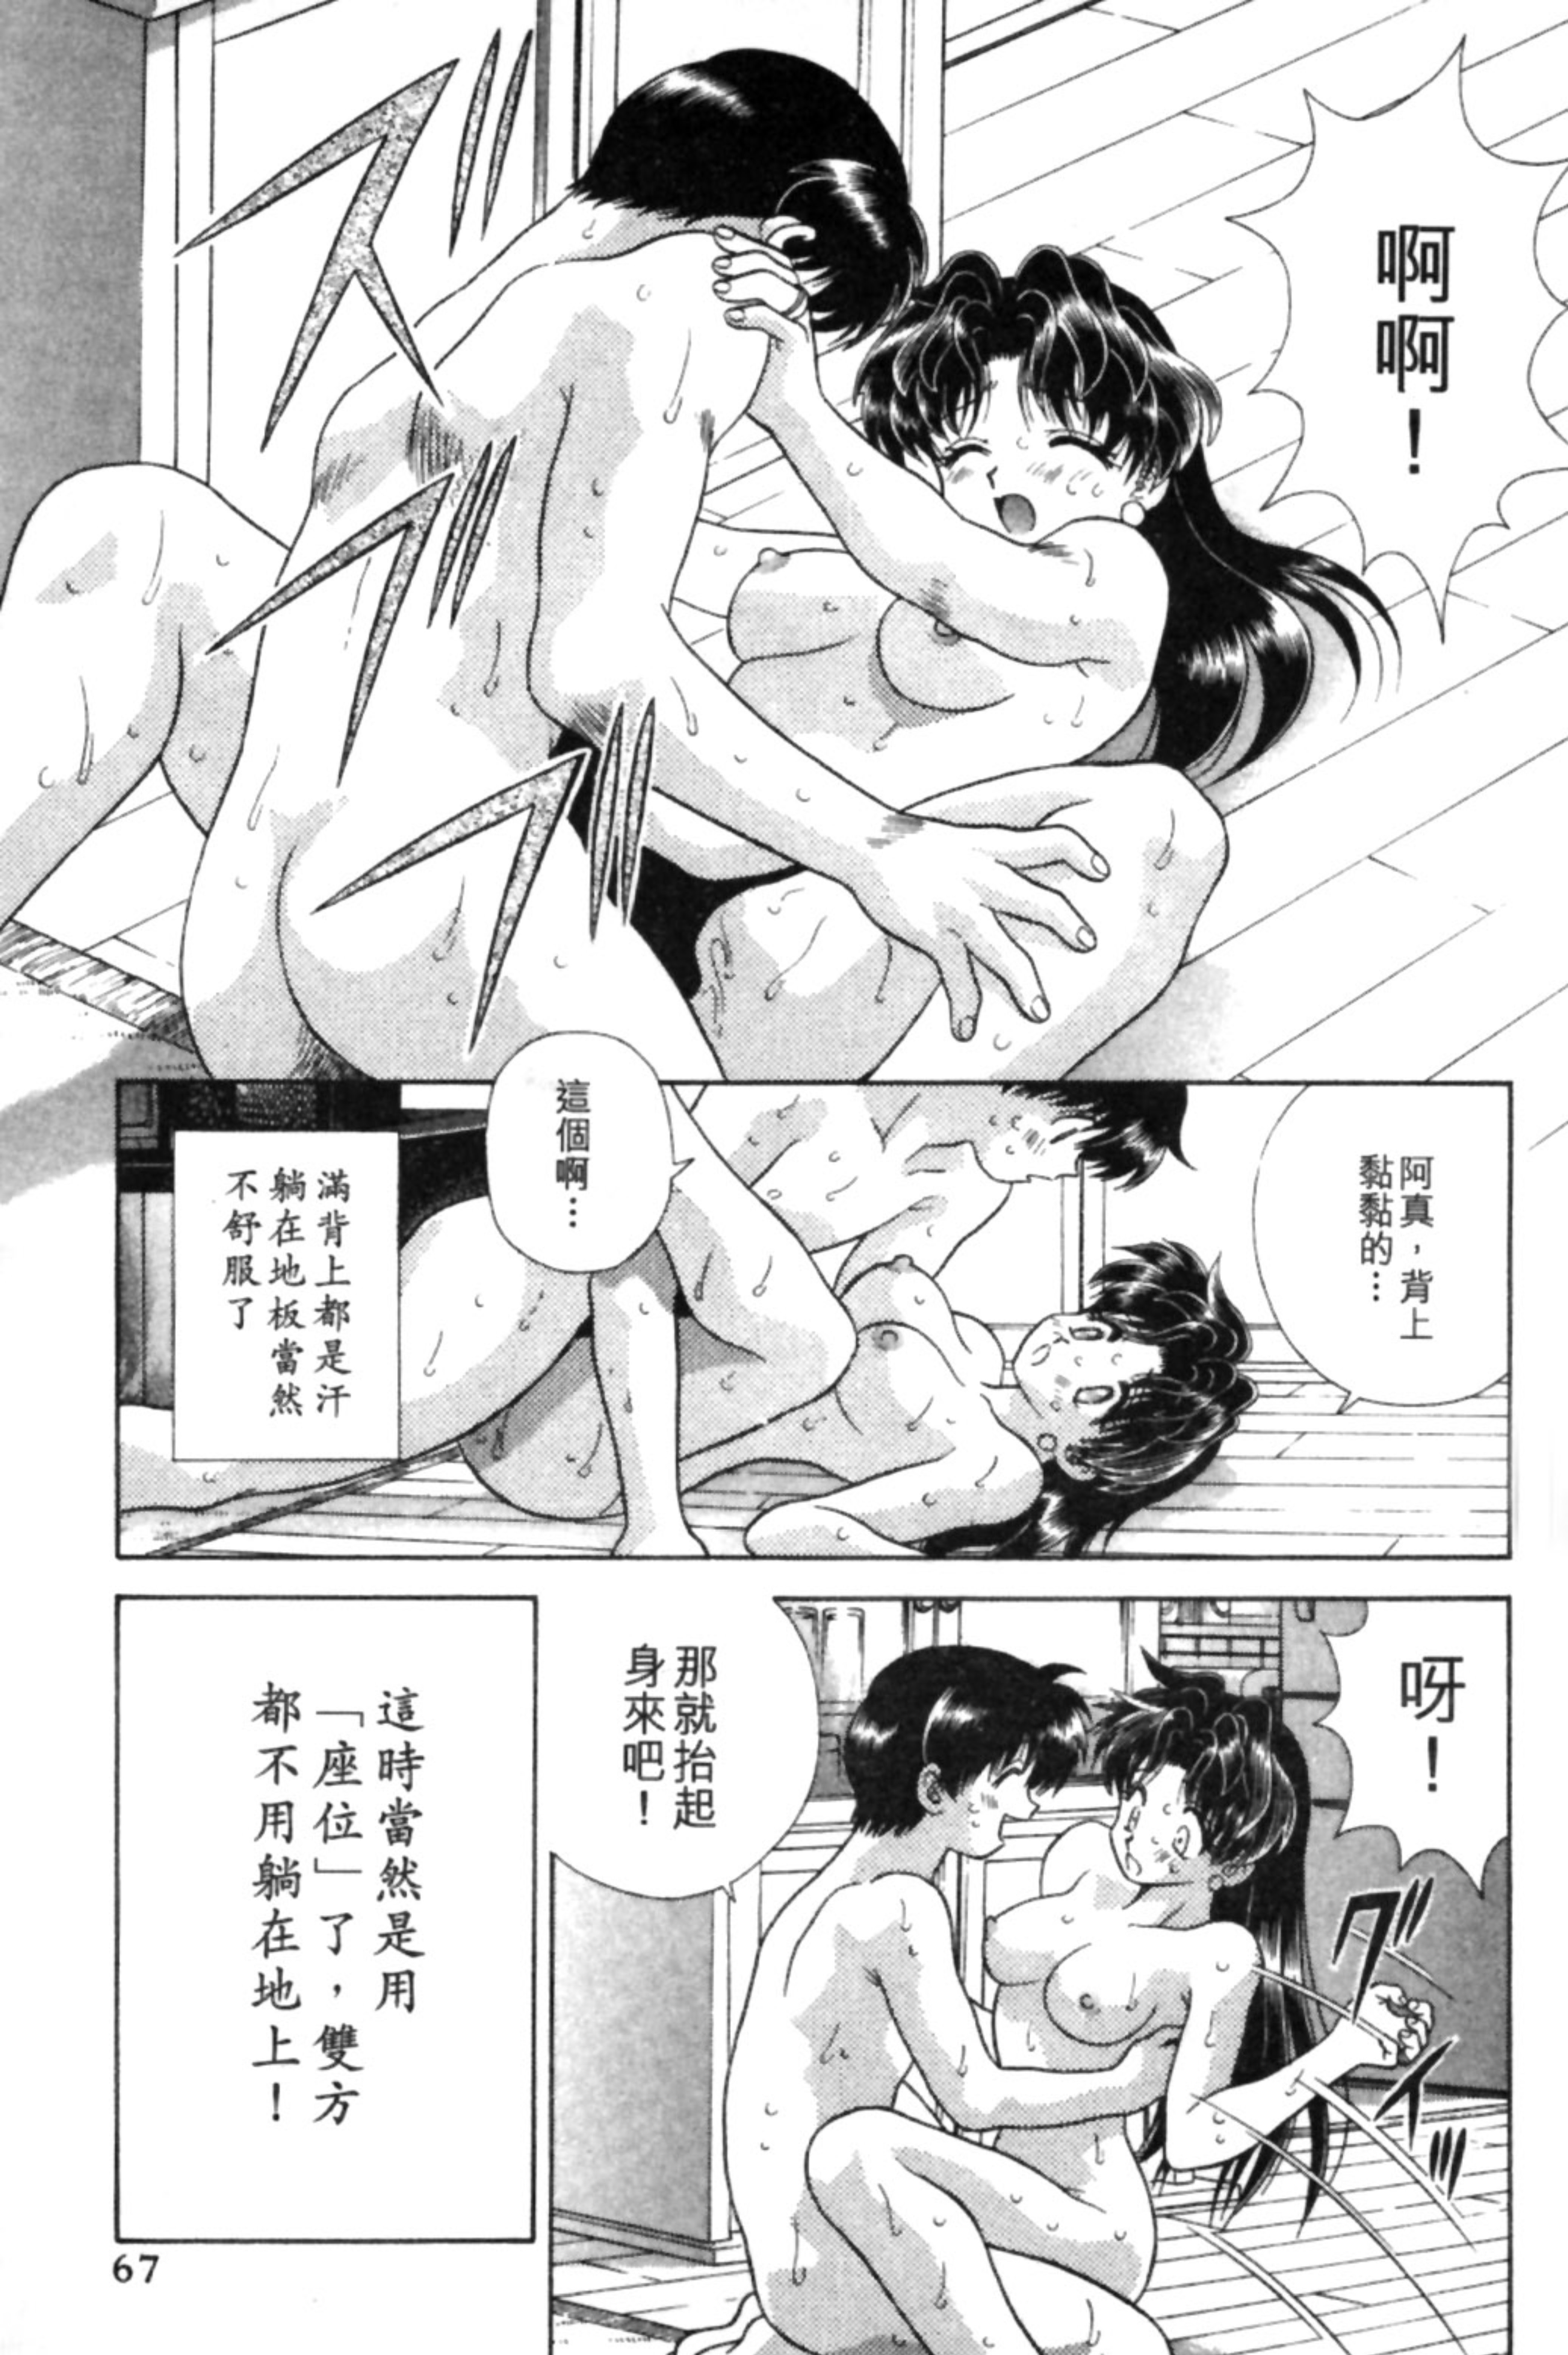 啊啊！
阿真，背上
黏黏的…
這個啊…
滿背上都是汗
躺在地板當然
不舒服了
呀！
那就抬起
身來吧！
グイ
這時當然是用
「座位」了，雙方
都不用躺在地上！
67